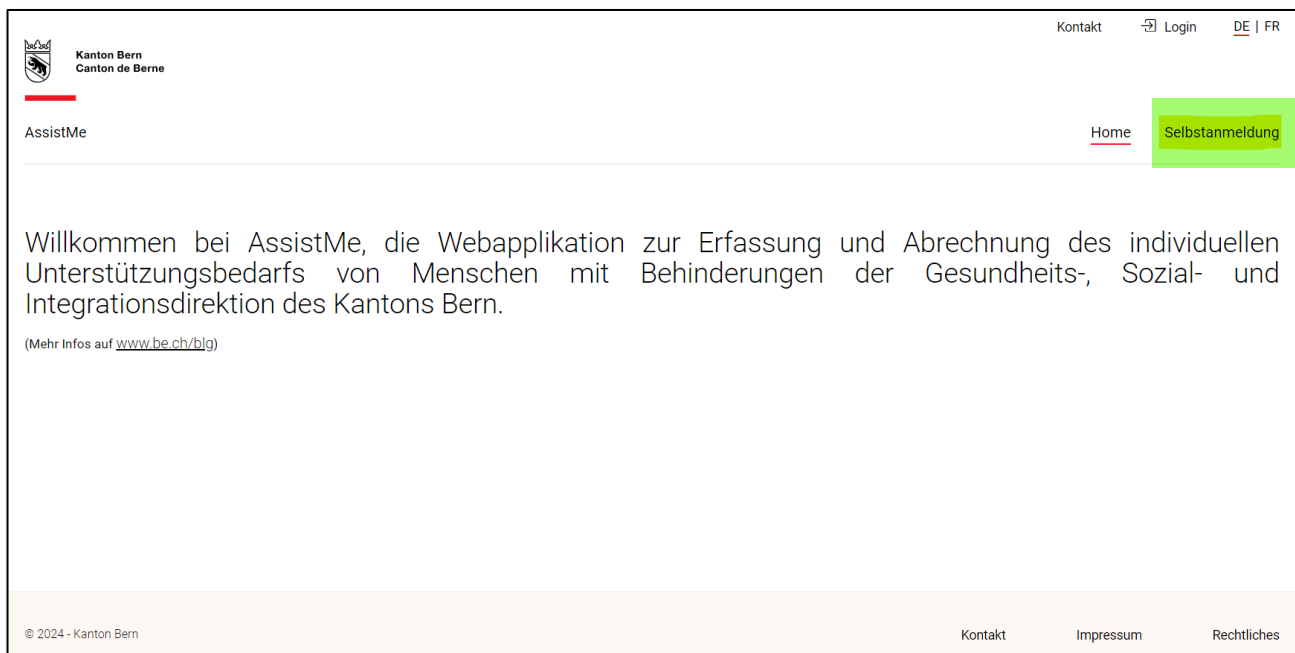 Kontakt Login DE | FR
Kanton Bern
Canton de Berne
AssistMe Home Selbstanmeldung
Willkommen bei AssistMe, die Webapplikation zur Erfassung und Abrechnung des individuellen
Unterstützungsbedarfs von Menschen mit Behinderungen der Gesundheits-, Sozial- und
Integrationsdirektion des Kantons Bern.
(Mehr Infos auf www.be.ch/blg)
© 2024 - Kanton Bern Kontakt Impressum Rechtliches